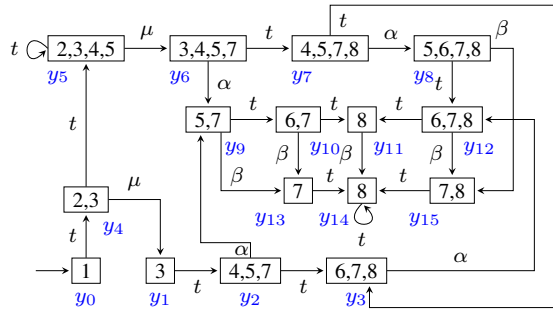 t
t 2,3,4,5 μ 3,4,5,7 t 4,5,7,8 α 5,6,7,8 β
y₅ y₆ y₇ y₈
α t
5,7 t 6,7 t 8 t 6,7,8
y₉ y₁₀ y₁₁ y₁₂
t β β β β
2,3 μ 7 t 8 t 7,8
y₄ y₁₃ y₁₄ y₁₅
t t
α α
1 3 t 4,5,7 t 6,7,8
y₀ y₁ y₂ y₃